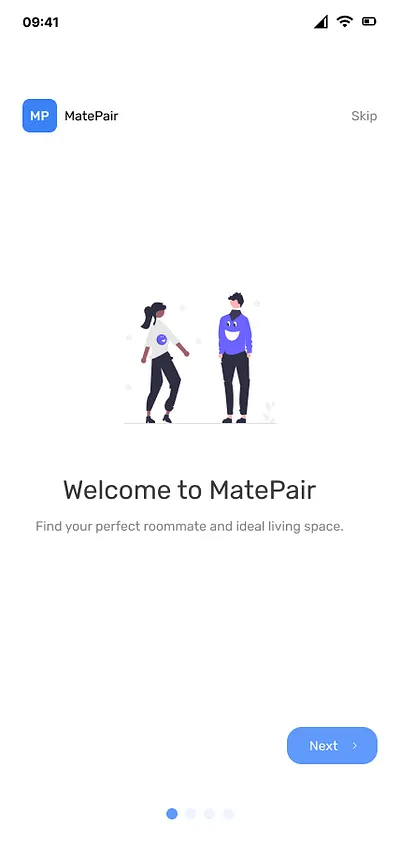 09:41
MP MatePair Skip
Welcome to MatePair
Find your perfect roommate and ideal living space.
Next